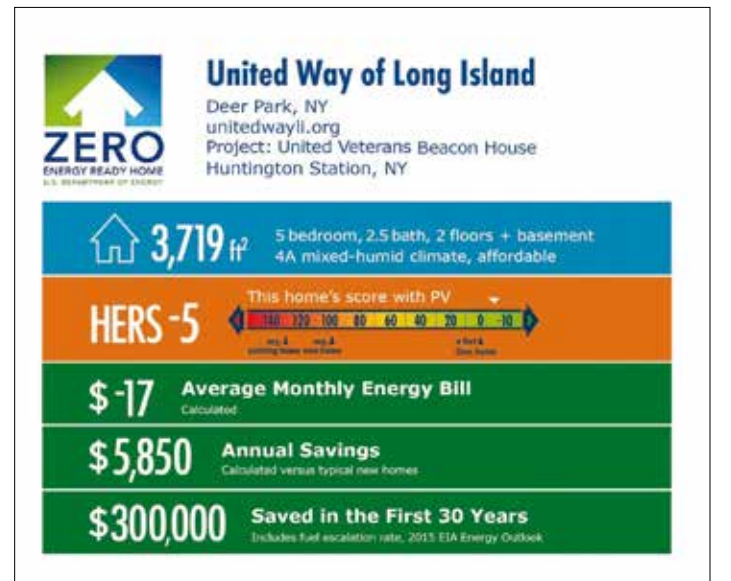 United Way of Long Island
Deer Park, NY
unitedwayli.org
Project: United Veterans Beacon House
Huntington Station, NY
ZERO
ENERGY READY HOME
U.S. DEPARTMENT OF ENERGY
3,719 ft²
5 bedroom, 2.5 bath, 2 floors + basement
4A mixed-humid climate, affordable
HERS -5
This home's score with PV
140 120 100 80 60 40 20 0 -10
$ -17 Average Monthly Energy Bill
Calculated
$5,850 Annual Savings
Calculated versus typical new homes
$300,000 Saved in the First 30 Years
Includes fuel escalation rate, 2015 EIA Energy Outlook